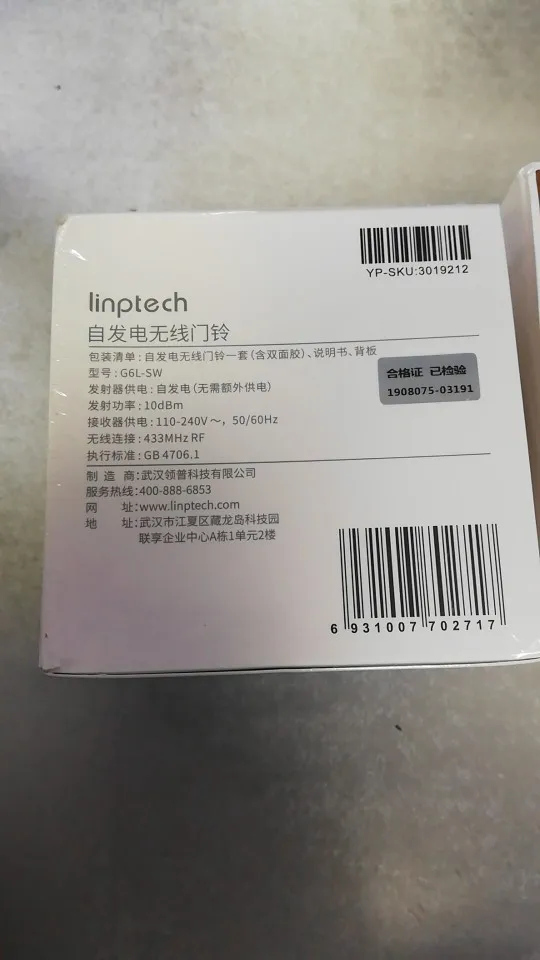 YP-SKU:3019212
linptech
自发电无线门铃
包装清单:自发电无线门铃一套(含双面胶)、说明书、背板
型号:G6L-SW
发射器供电:自发电(无需额外供电)
发射功率:10dBm
接收器供电:110-240V～, 50/60Hz
无线连接:433MHz RF
执行标准:GB 4706.1
合格证 已检验
1908075-03191
制 造 商:武汉领普科技有限公司
服务热线:400-888-6853
网 址:www.linptech.com
地 址:武汉市江夏区藏龙岛科技园
联享企业中心A栋1单元2楼
6 931007 702717